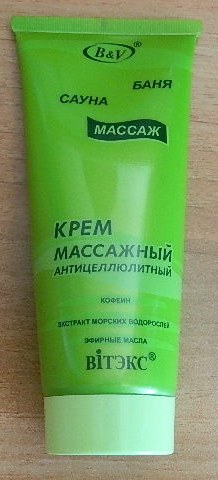 B&V®
БАНЯ
САУНА
МАССАЖ
КРЕМ
МАССАЖНЫЙ
АНТИЦЕЛЛЮЛИТНЫЙ
КОФЕИН
ЭКСТРАКТ МОРСКИХ ВОДОРОСЛЕЙ
ЭФИРНЫЕ МАСЛА
ВIТЭКС®